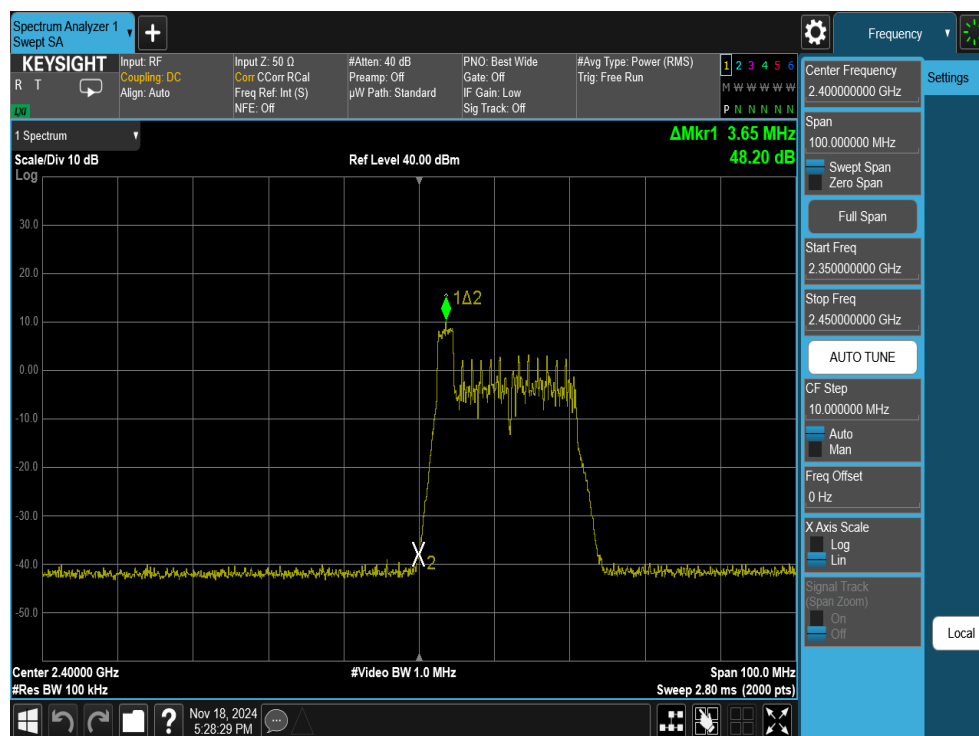 Spectrum Analyzer 1
Swept SA
+
Frequency
KEYSIGHT
R T
LNI
Input: RF
Coupling: DC
Align: Auto
Input Z: 50 Ω
Corr CCorr RCal
Freq Ref: Int (S)
NFE: Off
#Atten: 40 dB
Preamp: Off
µW Path: Standard
PNO: Best Wide
Gate: Off
IF Gain: Low
Sig Track: Off
#Avg Type: Power (RMS)
Trig: Free Run
1 2 3 4 5 6
M W W W W W
P N N N N N
1 Spectrum
Scale/Div 10 dB
Log
Ref Level 40.00 dBm
ΔMkr1 3.65 MHz
48.20 dB
30.0
20.0
10.0
0.00
-10.0
-20.0
-30.0
-40.0
-50.0
1Δ2
2
Center 2.40000 GHz
#Res BW 100 kHz
#Video BW 1.0 MHz
Span 100.0 MHz
Sweep 2.80 ms (2000 pts)
Center Frequency
2.400000000 GHz
Span
100.000000 MHz
Swept Span
Zero Span
Full Span
Start Freq
2.350000000 GHz
Stop Freq
2.450000000 GHz
AUTO TUNE
CF Step
10.000000 MHz
Auto
Man
Freq Offset
0 Hz
X Axis Scale
Log
Lin
Signal Track
(Span Zoom)
On
Off
Settings
Local
?
Nov 18, 2024
5:28:29 PM